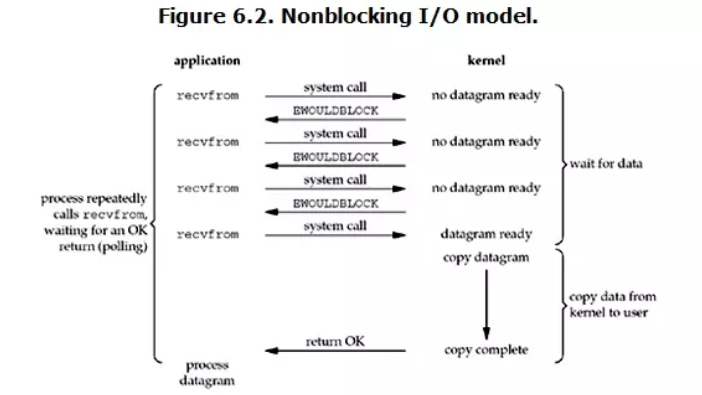 Figure 6.2. Nonblocking I/O model.
application
kernel
recvfrom
system call
no datagram ready
EWOULDBLOCK
recvfrom
system call
no datagram ready
EWOULDBLOCK
recvfrom
system call
no datagram ready
EWOULDBLOCK
recvfrom
system call
datagram ready
wait for data
process repeatedly
calls recvfrom,
waiting for an OK
return (polling)
copy datagram
copy data from
kernel to user
return OK
copy complete
process
datagram